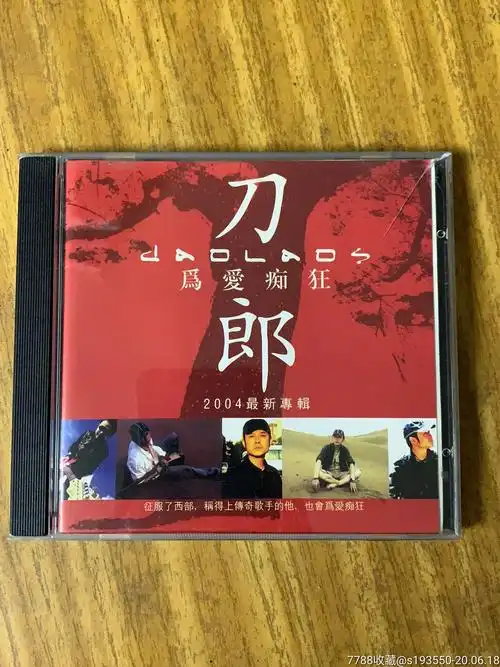 刀
daolaos
爲愛痴狂
郎
2004最新專輯
征服了西部，稱得上傳奇歌手的他，也會爲愛痴狂
7788收藏@s193550-20.06.18